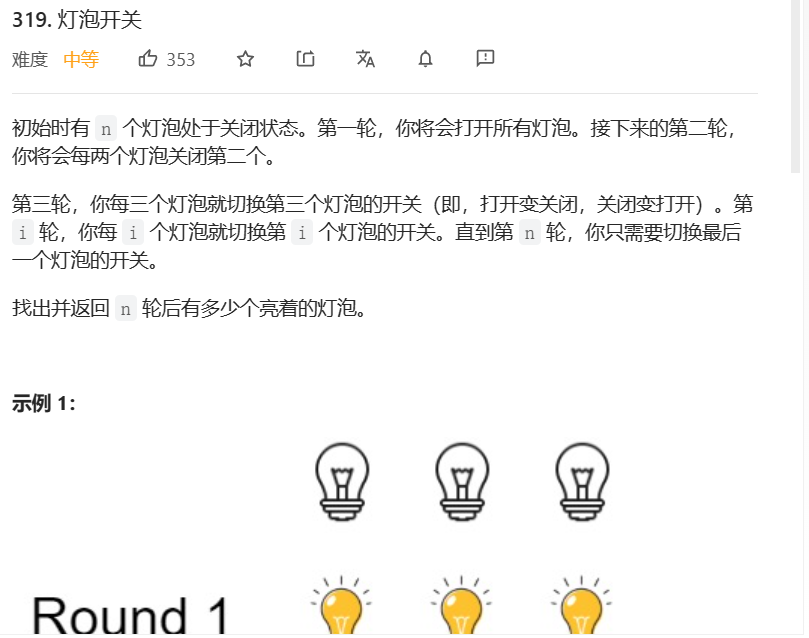 319. 灯泡开关
难度 中等 353
初始时有 n 个灯泡处于关闭状态。第一轮，你将会打开所有灯泡。接下来的第二轮，
你将会每两个灯泡关闭第二个。
第三轮，你每三个灯泡就切换第三个灯泡的开关（即，打开变关闭，关闭变打开）。第
i 轮，你每 i 个灯泡就切换第 i 个灯泡的开关。直到第 n 轮，你只需要切换最后
一个灯泡的开关。
找出并返回 n 轮后有多少个亮着的灯泡。
示例 1：
Round 1